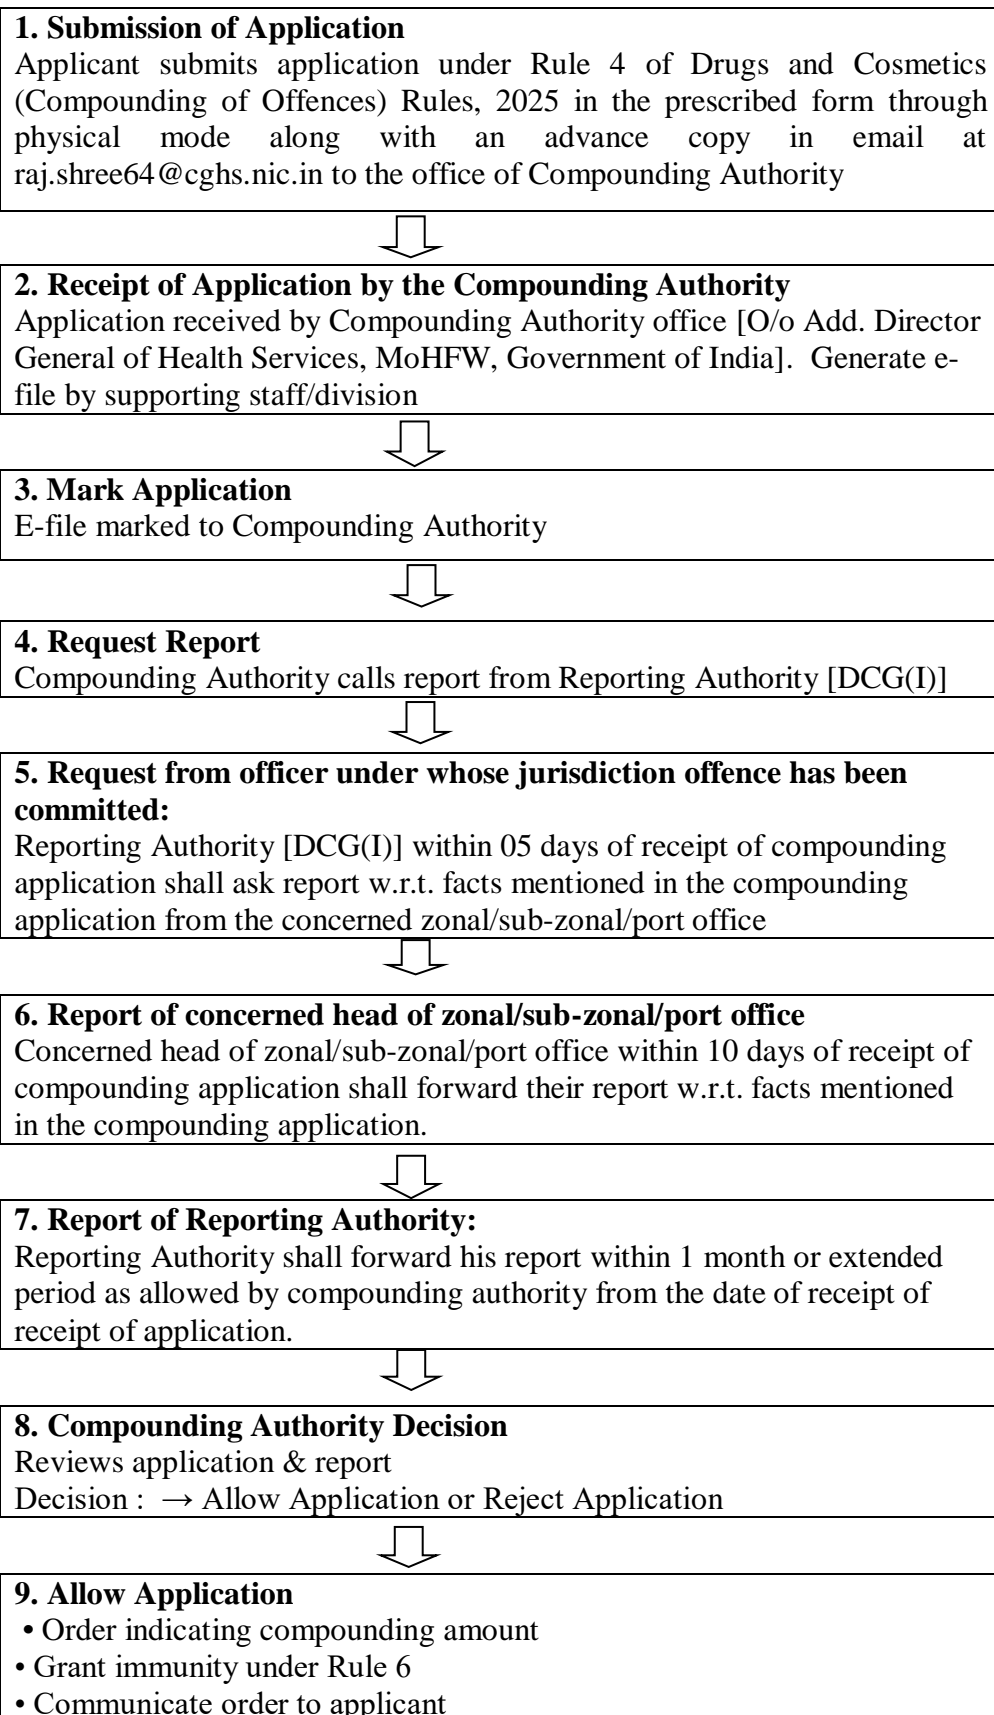 1. Submission of Application
Applicant submits application under Rule 4 of Drugs and Cosmetics
(Compounding of Offences) Rules, 2025 in the prescribed form through
physical mode along with an advance copy in email at
raj.shree64@cghs.nic.in to the office of Compounding Authority
2. Receipt of Application by the Compounding Authority
Application received by Compounding Authority office [O/o Add. Director
General of Health Services, MoHFW, Government of India].  Generate e-
file by supporting staff/division
3. Mark Application
E-file marked to Compounding Authority
4. Request Report
Compounding Authority calls report from Reporting Authority [DCG(I)]
5. Request from officer under whose jurisdiction offence has been
committed:
Reporting Authority [DCG(I)] within 05 days of receipt of compounding
application shall ask report w.r.t. facts mentioned in the compounding
application from the concerned zonal/sub-zonal/port office
6. Report of concerned head of zonal/sub-zonal/port office
Concerned head of zonal/sub-zonal/port office within 10 days of receipt of
compounding application shall forward their report w.r.t. facts mentioned
in the compounding application.
7. Report of Reporting Authority:
Reporting Authority shall forward his report within 1 month or extended
period as allowed by compounding authority from the date of receipt of
receipt of application.
8. Compounding Authority Decision
Reviews application & report
Decision :  → Allow Application or Reject Application
9. Allow Application
• Order indicating compounding amount
• Grant immunity under Rule 6
• Communicate order to applicant